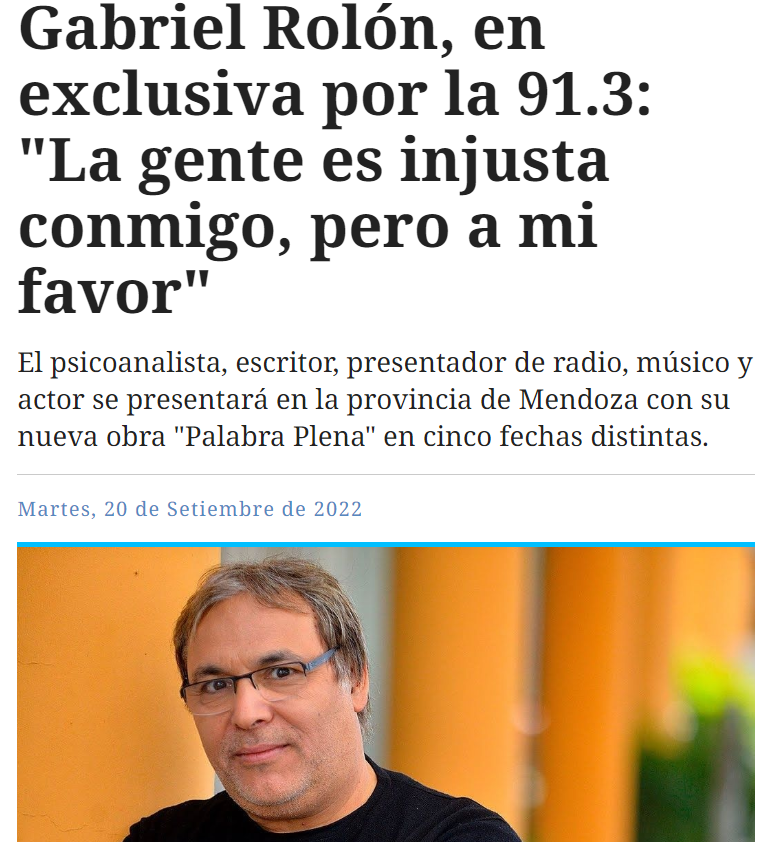 Gabriel Rolón, en
exclusiva por la 91.3:
"La gente es injusta
conmigo, pero a mi
favor"
El psicoanalista, escritor, presentador de radio, músico y
actor se presentará en la provincia de Mendoza con su
nueva obra "Palabra Plena" en cinco fechas distintas.
Martes, 20 de Setiembre de 2022